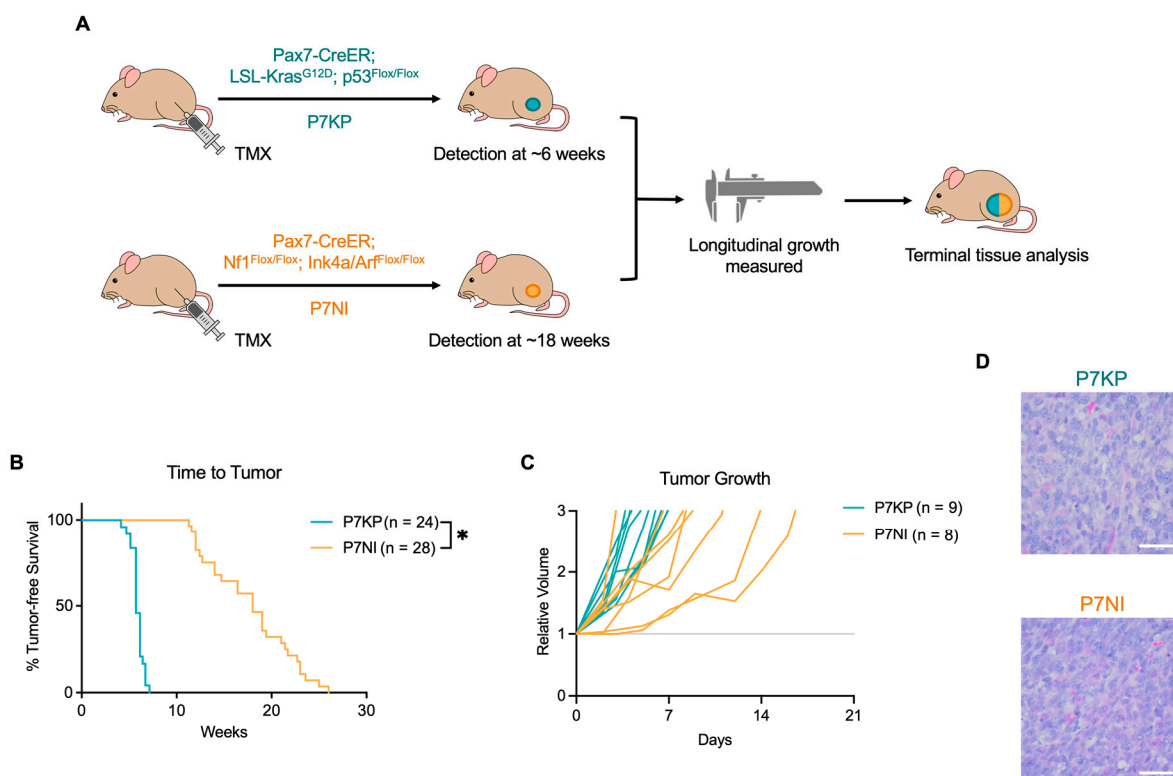 A
Pax7-CreER;
LSL-Kras^G12D; p53^Flox/Flox
P7KP
TMX
Detection at ~6 weeks
Pax7-CreER;
Nf1^Flox/Flox; Ink4a/Arf^Flox/Flox
P7NI
TMX
Detection at ~18 weeks
Longitudinal growth
measured
Terminal tissue analysis
B
Time to Tumor
% Tumor-free Survival
100
50
0
0 10 20 30
Weeks
P7KP (n = 24)
P7NI (n = 28)
*
C
Tumor Growth
Relative Volume
3
2
1
0
0 7 14 21
Days
P7KP (n = 9)
P7NI (n = 8)
D
P7KP
P7NI